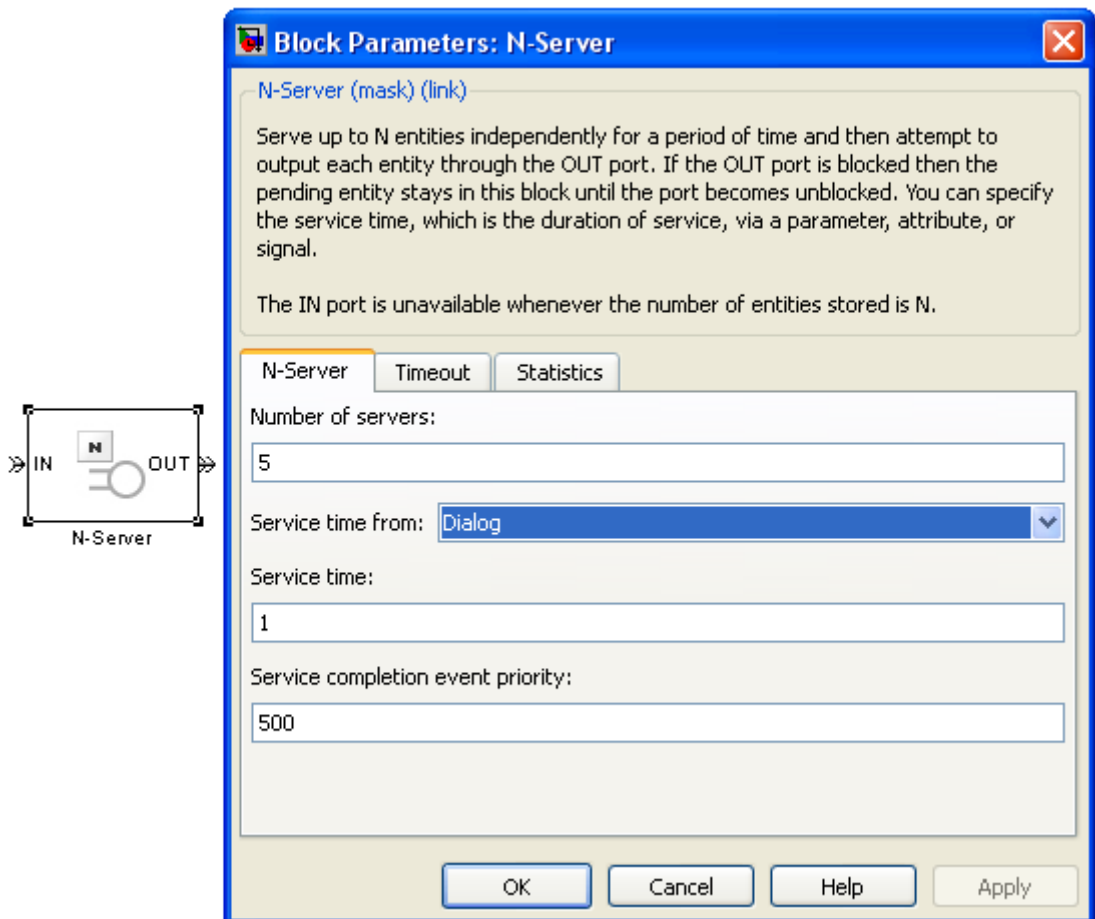 Block Parameters: N-Server
N-Server (mask) (link)
Serve up to N entities independently for a period of time and then attempt to
output each entity through the OUT port. If the OUT port is blocked then the
pending entity stays in this block until the port becomes unblocked. You can specify
the service time, which is the duration of service, via a parameter, attribute, or
signal.
The IN port is unavailable whenever the number of entities stored is N.
N-Server Timeout Statistics
Number of servers:
5
Service time from: Dialog
Service time:
1
Service completion event priority:
500
OK Cancel Help Apply
N
IN OUT
N-Server